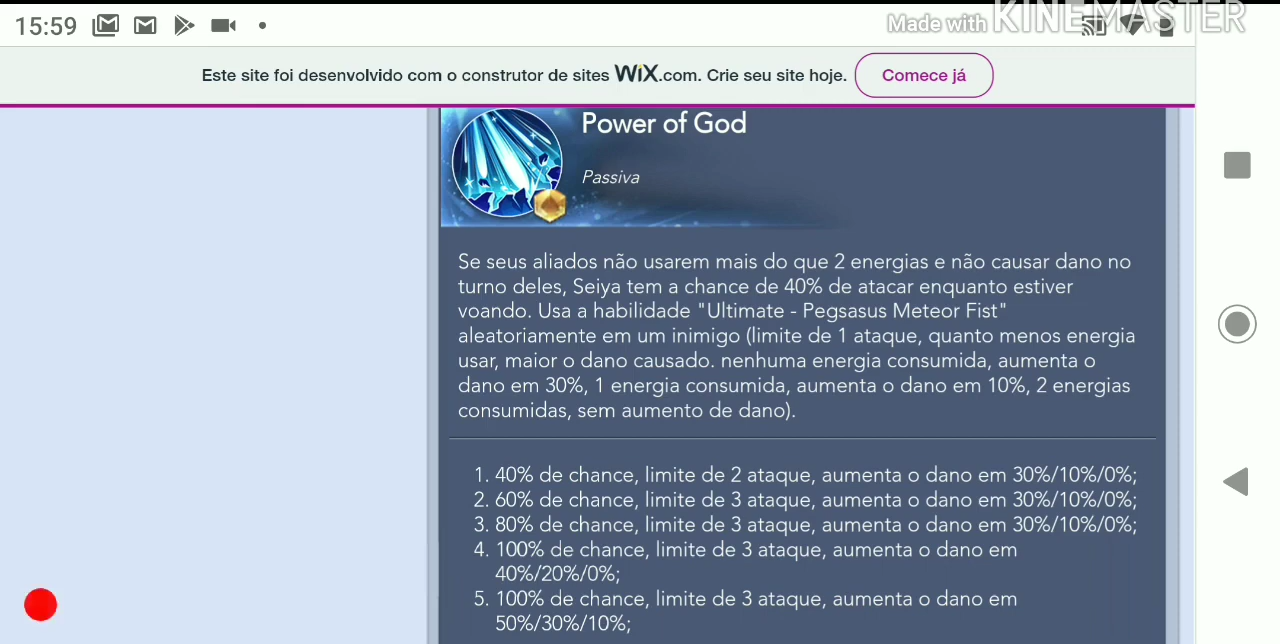 15:59
Made with KINEMASTER
Este site foi desenvolvido com o construtor de sites WiX.com. Crie seu site hoje. Comece já
Power of God
Passiva
Se seus aliados não usarem mais do que 2 energias e não causar dano no
turno deles, Seiya tem a chance de 40% de atacar enquanto estiver
voando. Usa a habilidade "Ultimate - Pegsasus Meteor Fist"
aleatoriamente em um inimigo (limite de 1 ataque, quanto menos energia
usar, maior o dano causado. nenhuma energia consumida, aumenta o
dano em 30%, 1 energia consumida, aumenta o dano em 10%, 2 energias
consumidas, sem aumento de dano).
1. 40% de chance, limite de 2 ataque, aumenta o dano em 30%/10%/0%;
2. 60% de chance, limite de 3 ataque, aumenta o dano em 30%/10%/0%;
3. 80% de chance, limite de 3 ataque, aumenta o dano em 30%/10%/0%;
4. 100% de chance, limite de 3 ataque, aumenta o dano em
40%/20%/0%;
5. 100% de chance, limite de 3 ataque, aumenta o dano em
50%/30%/10%;